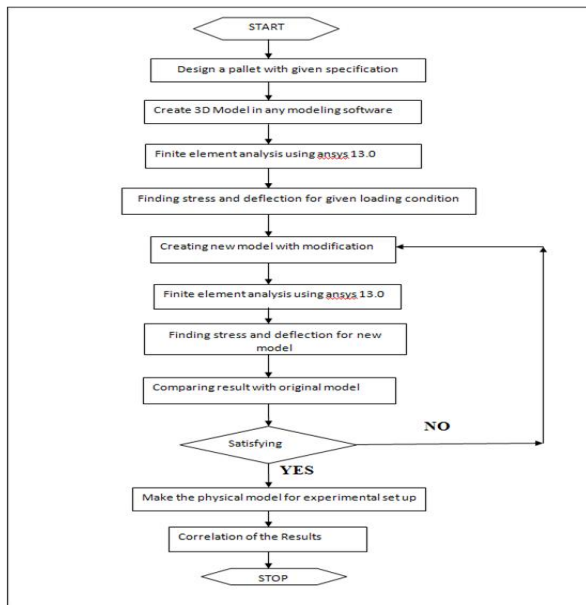 START
Design a pallet with given specification
Create 3D Model in any modeling software
Finite element analysis using ansys 13.0
Finding stress and deflection for given loading condition
Creating new model with modification
Finite element analysis using ansys 13.0
Finding stress and deflection for new
model
Comparing result with original model
NO
Satisfying
YES
Make the physical model for experimental set up
Correlation of the Results
STOP